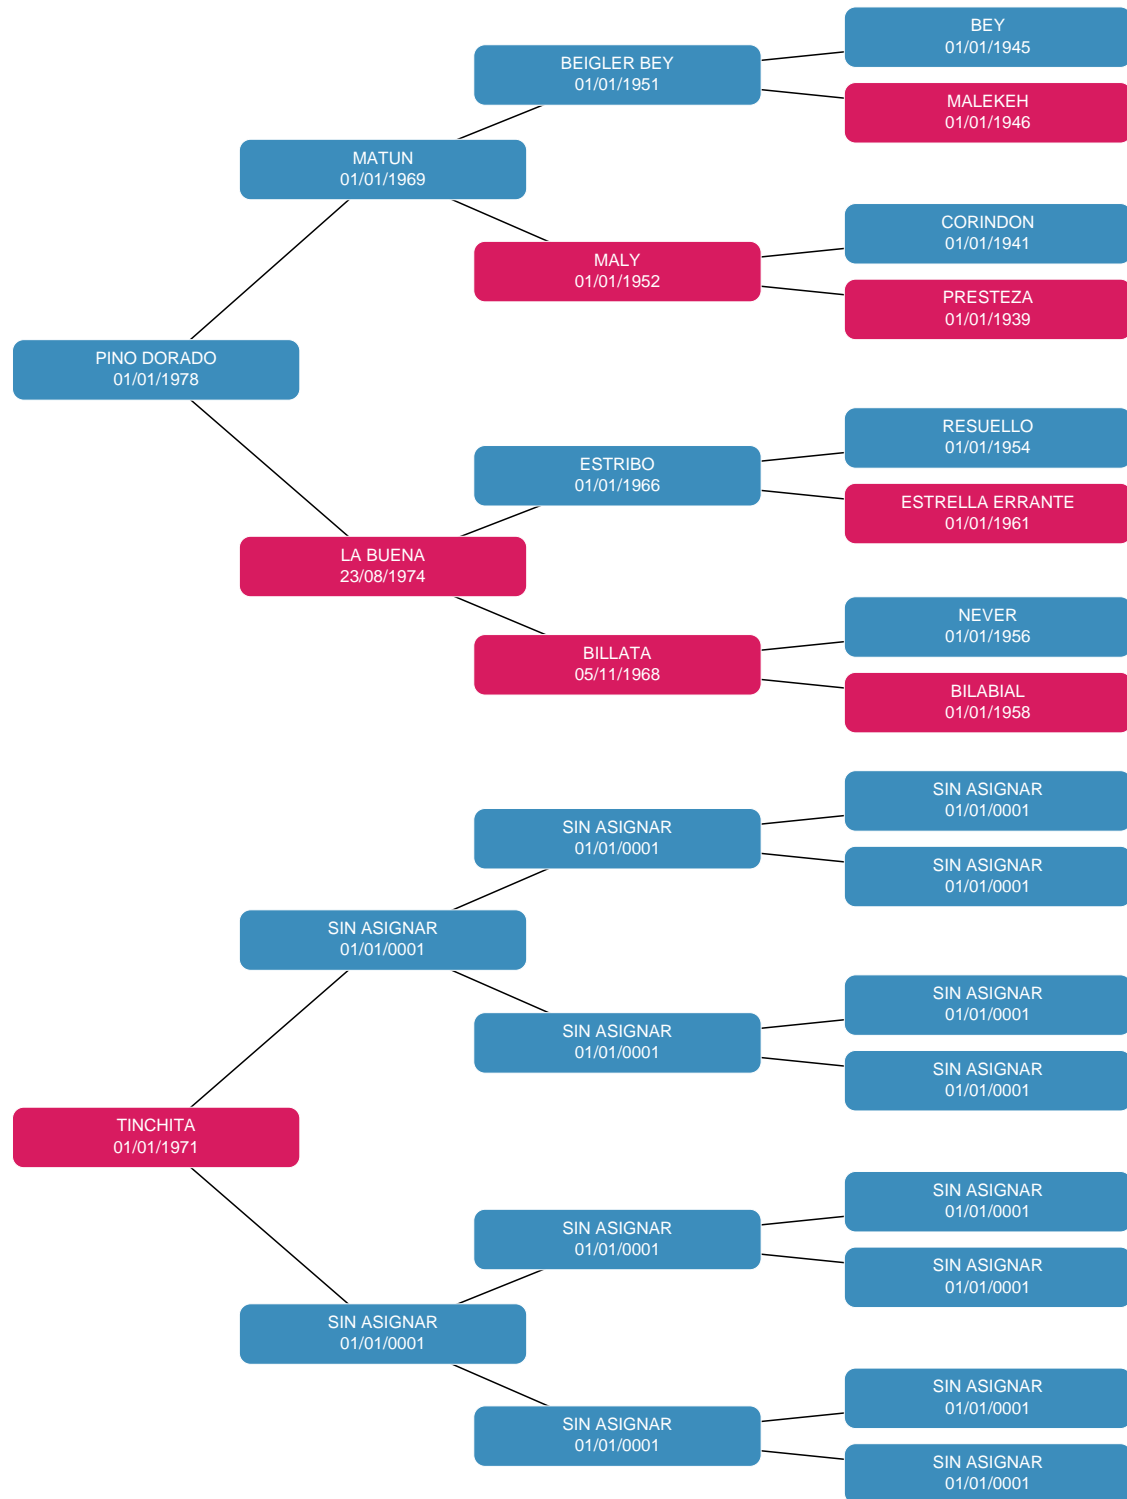 BEY
01/01/1945
BEIGLER BEY
01/01/1951
MALEKEH
01/01/1946
MATUN
01/01/1969
CORINDON
01/01/1941
MALY
01/01/1952
PRESTEZA
01/01/1939
PINO DORADO
01/01/1978
RESUELLO
01/01/1954
ESTRIBO
01/01/1966
ESTRELLA ERRANTE
01/01/1961
LA BUENA
23/08/1974
NEVER
01/01/1956
BILLATA
05/11/1968
BILABIAL
01/01/1958
SIN ASIGNAR
01/01/0001
SIN ASIGNAR
01/01/0001
SIN ASIGNAR
01/01/0001
SIN ASIGNAR
01/01/0001
SIN ASIGNAR
01/01/0001
SIN ASIGNAR
01/01/0001
SIN ASIGNAR
01/01/0001
TINCHITA
01/01/1971
SIN ASIGNAR
01/01/0001
SIN ASIGNAR
01/01/0001
SIN ASIGNAR
01/01/0001
SIN ASIGNAR
01/01/0001
SIN ASIGNAR
01/01/0001
SIN ASIGNAR
01/01/0001
SIN ASIGNAR
01/01/0001